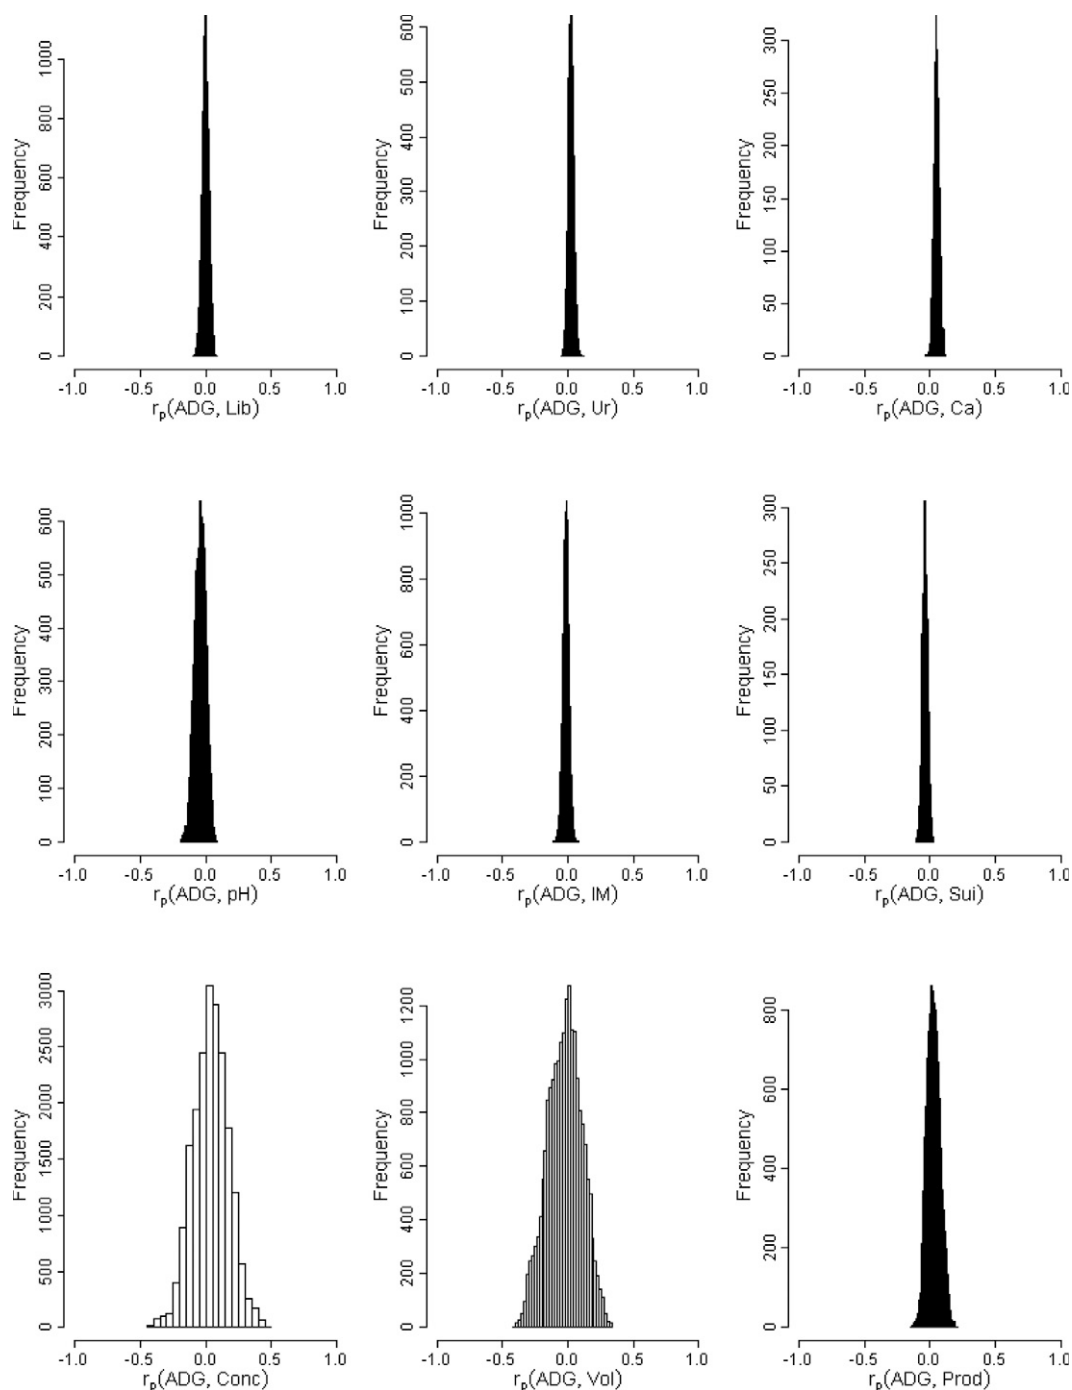 Frequency
0 200 400 600 800 1000
-1.0 -0.5 0.0 0.5 1.0
rp(ADG, Lib)
Frequency
0 100 200 300 400 500 600
-1.0 -0.5 0.0 0.5 1.0
rp(ADG, Ur)
Frequency
0 50 100 150 200 250 300
-1.0 -0.5 0.0 0.5 1.0
rp(ADG, Ca)
Frequency
0 100 200 300 400 500 600
-1.0 -0.5 0.0 0.5 1.0
rp(ADG, pH)
Frequency
0 200 400 600 800 1000
-1.0 -0.5 0.0 0.5 1.0
rp(ADG, IM)
Frequency
0 50 100 150 200 250 300
-1.0 -0.5 0.0 0.5 1.0
rp(ADG, Sui)
Frequency
0 500 1000 1500 2000 2500 3000
-1.0 -0.5 0.0 0.5 1.0
rp(ADG, Conc)
Frequency
0 200 400 600 800 1000 1200
-1.0 -0.5 0.0 0.5 1.0
rp(ADG, Vol)
Frequency
0 200 400 600 800
-1.0 -0.5 0.0 0.5 1.0
rp(ADG, Prod)